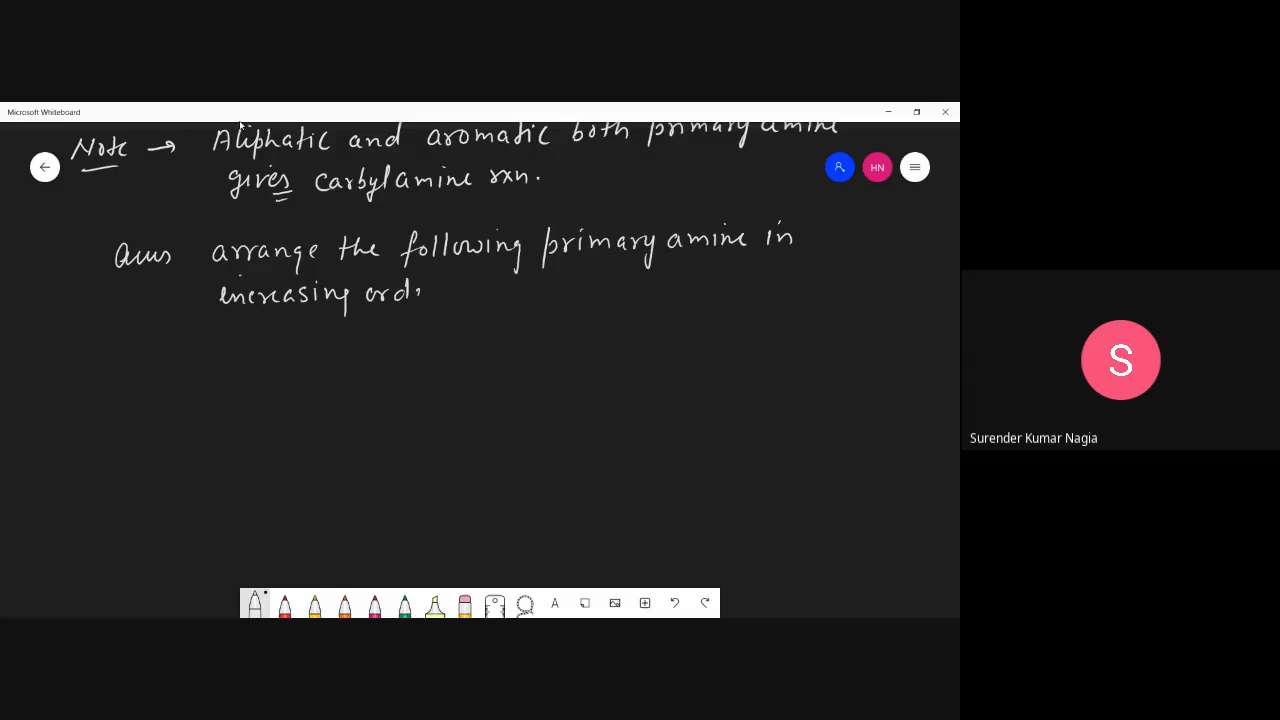 Microsoft Whiteboard
Note → Aliphatic and aromatic both primary amine
gives carbylamine rxn.
HN
Ques arrange the following primary amine in
increasing ord
S
Surender Kumar Nagia
A